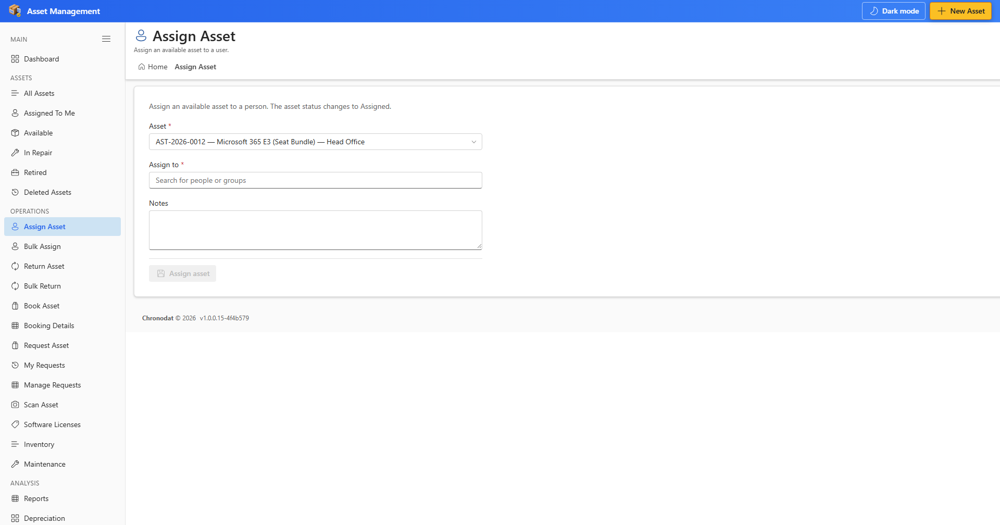 Asset Management
Dark mode
New Asset
MAIN
Dashboard
ASSETS
All Assets
Assigned To Me
Available
In Repair
Retired
Deleted Assets
OPERATIONS
Assign Asset
Bulk Assign
Return Asset
Bulk Return
Book Asset
Booking Details
Request Asset
My Requests
Manage Requests
Scan Asset
Software Licenses
Inventory
Maintenance
ANALYSIS
Reports
Depreciation
Assign Asset
Assign an available asset to a user.
Home Assign Asset
Assign an available asset to a person. The asset status changes to Assigned.
Asset *
AST-2026-0012 — Microsoft 365 E3 (Seat Bundle) — Head Office
Assign to *
Search for people or groups
Notes
Assign asset
Chronodat © 2026 v1.0.0.15-4f4b579